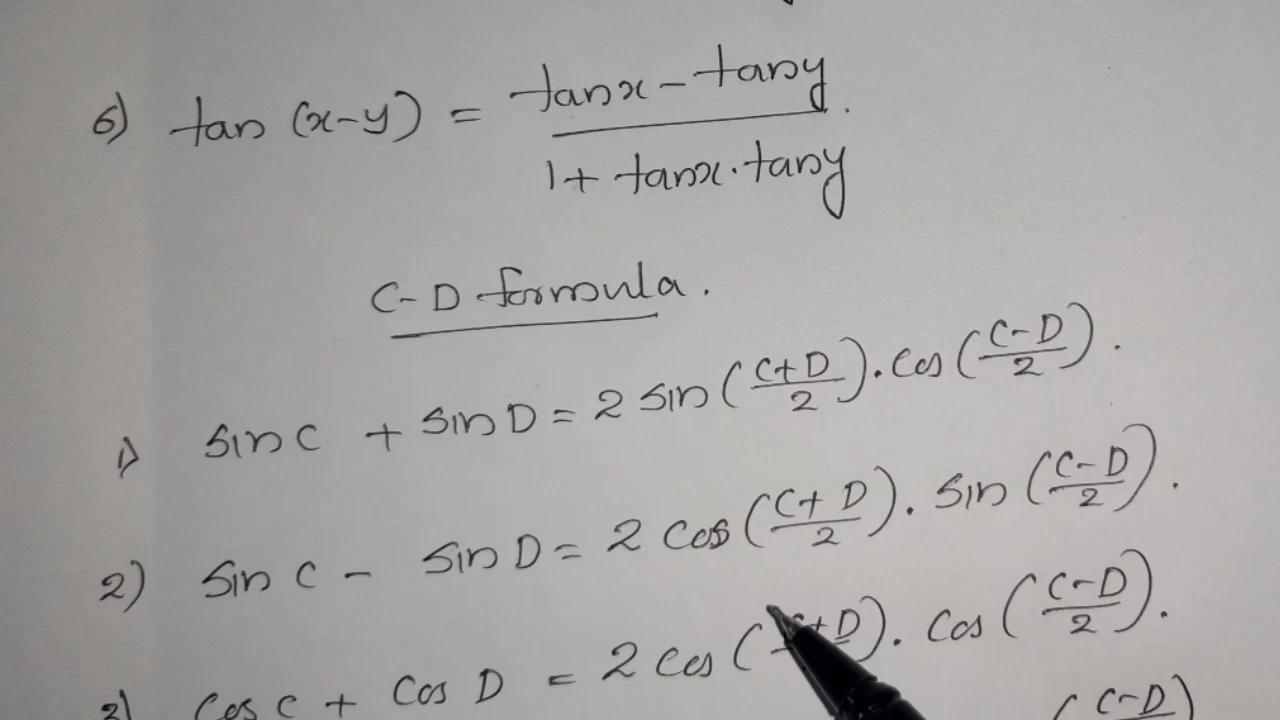 6) tan (x-y) = tanx - tany / 1 + tanx . tany
C-D formula.
1) sin C + sin D = 2 sin (C+D/2) . cos (C-D/2) .
2) sin C - sin D = 2 cos (C+D/2) . sin (C-D/2) .
3) cos C + cos D = 2 cos ( +D ) . cos (C-D/2) .
(C-D)